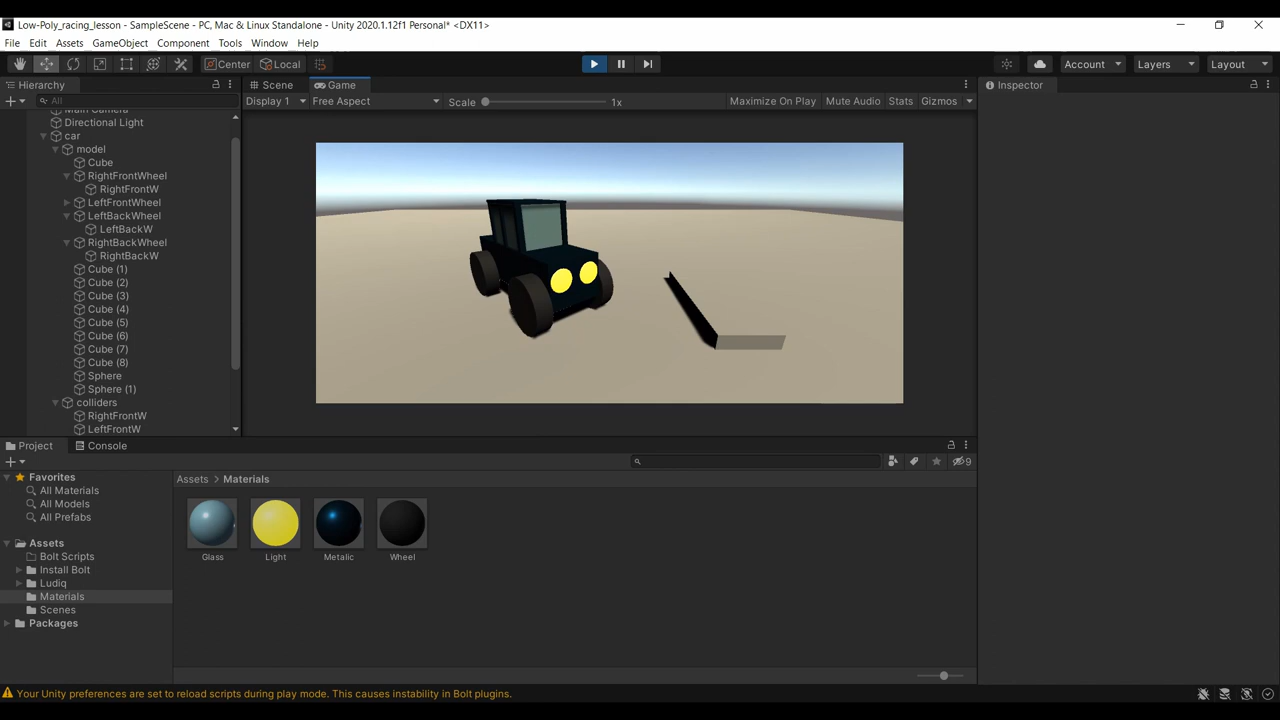 Low-Poly_racing_lesson - SampleScene - PC, Mac & Linux Standalone - Unity 2020.1.12f1 Personal* <DX11>
File Edit Assets GameObject Component Tools Window Help
Center Local Account Layers Layout
Hierarchy Scene Game Inspector
All Display 1 Free Aspect Scale 1x Maximize On Play Mute Audio Stats Gizmos
Main Camera
Directional Light
car
model
Cube
RightFrontWheel
RightFrontW
LeftFrontWheel
LeftBackWheel
LeftBackW
RightBackWheel
RightBackW
Cube (1)
Cube (2)
Cube (3)
Cube (4)
Cube (5)
Cube (6)
Cube (7)
Cube (8)
Sphere
Sphere (1)
colliders
RightFrontW
LeftFrontW
Project Console
9
Favorites
All Materials
All Models
All Prefabs
Assets
Bolt Scripts
Install Bolt
Ludiq
Materials
Scenes
Packages
Assets > Materials
Glass Light Metalic Wheel
Your Unity preferences are set to reload scripts during play mode. This causes instability in Bolt plugins.